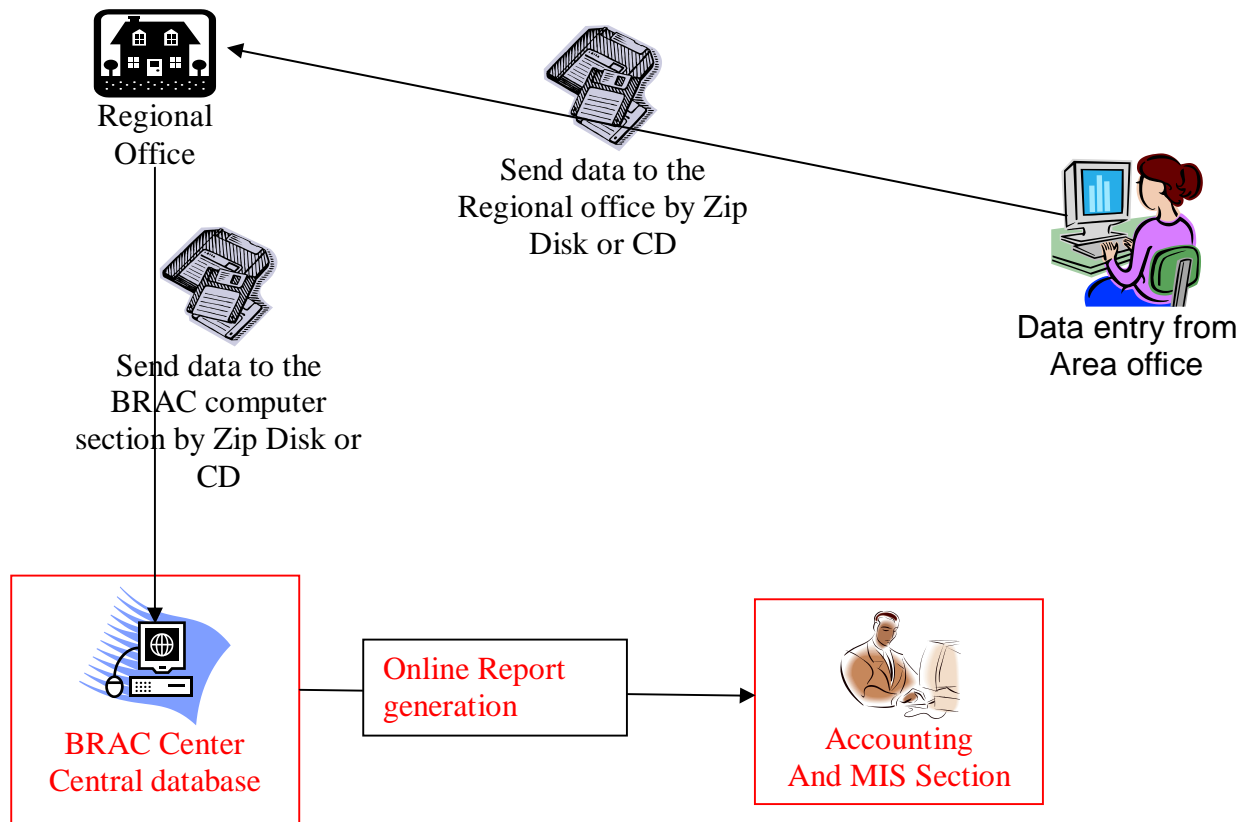 Regional
Office
Send data to the
Regional office by Zip
Disk or CD
Data entry from
Area office
Send data to the
BRAC computer
section by Zip Disk or
CD
Online Report
generation
BRAC Center
Central database
Accounting
And MIS Section